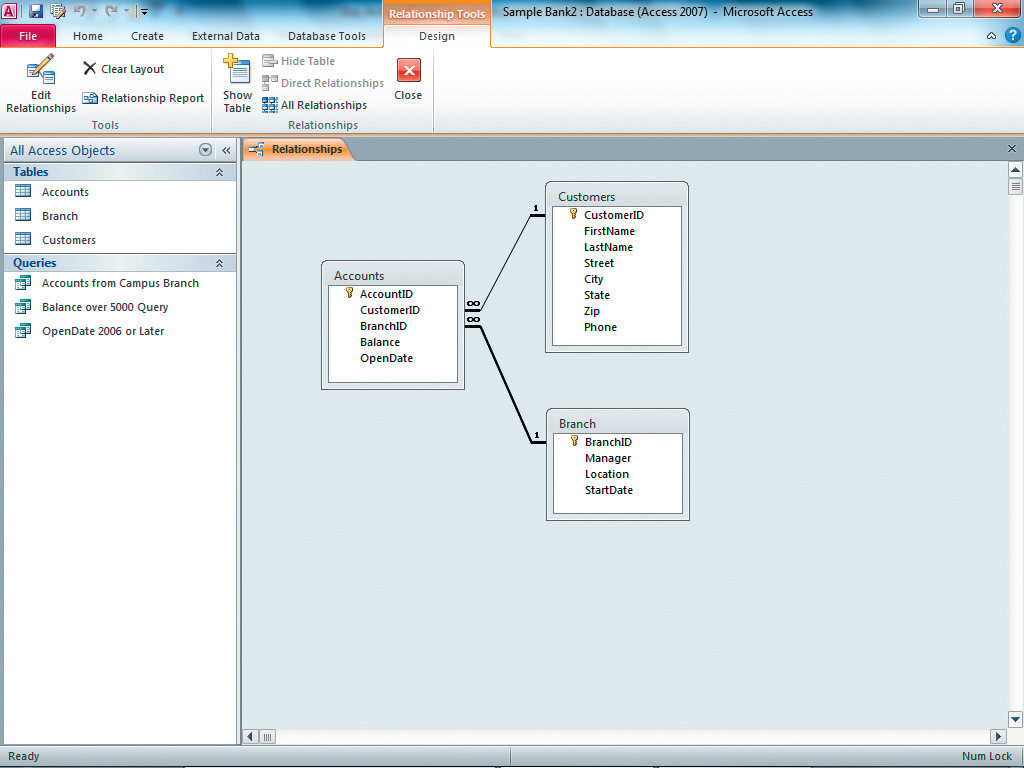 Relationship Tools
Sample Bank2 : Database (Access 2007) - Microsoft Access
File Home Create External Data Database Tools Design
Edit Relationships
Clear Layout
Relationship Report
Tools
Show Table
Hide Table
Direct Relationships
All Relationships
Relationships
Close
All Access Objects
Relationships
Tables
Accounts
Branch
Customers
Queries
Accounts from Campus Branch
Balance over 5000 Query
OpenDate 2006 or Later
Accounts
AccountID
CustomerID
BranchID
Balance
OpenDate
∞
∞
1
Customers
CustomerID
FirstName
LastName
Street
City
State
Zip
Phone
1
Branch
BranchID
Manager
Location
StartDate
Ready
Num Lock